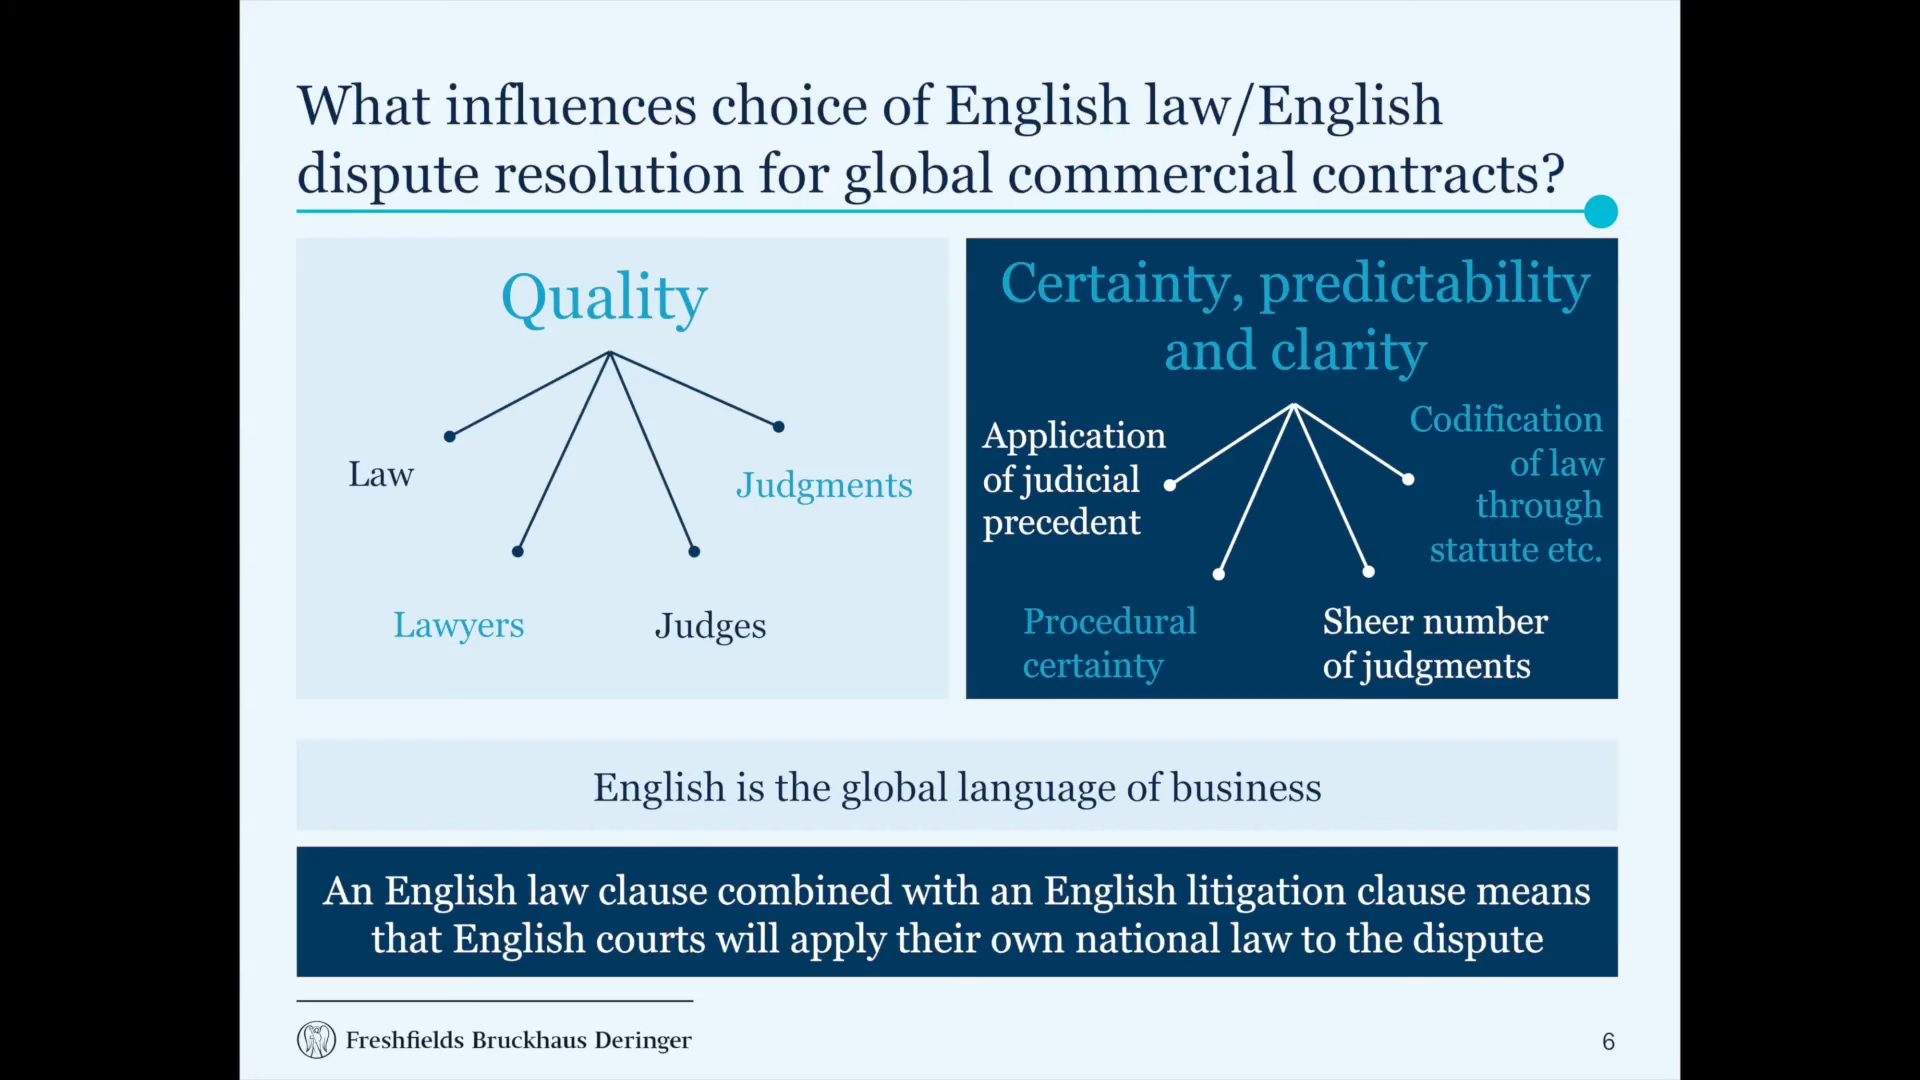 What influences choice of English law/English
dispute resolution for global commercial contracts?
Quality
Law
Lawyers
Judges
Judgments
Certainty, predictability
and clarity
Application
of judicial
precedent
Procedural
certainty
Sheer number
of judgments
Codification
of law
through
statute etc.
English is the global language of business
An English law clause combined with an English litigation clause means
that English courts will apply their own national law to the dispute
Freshfields Bruckhaus Deringer
6